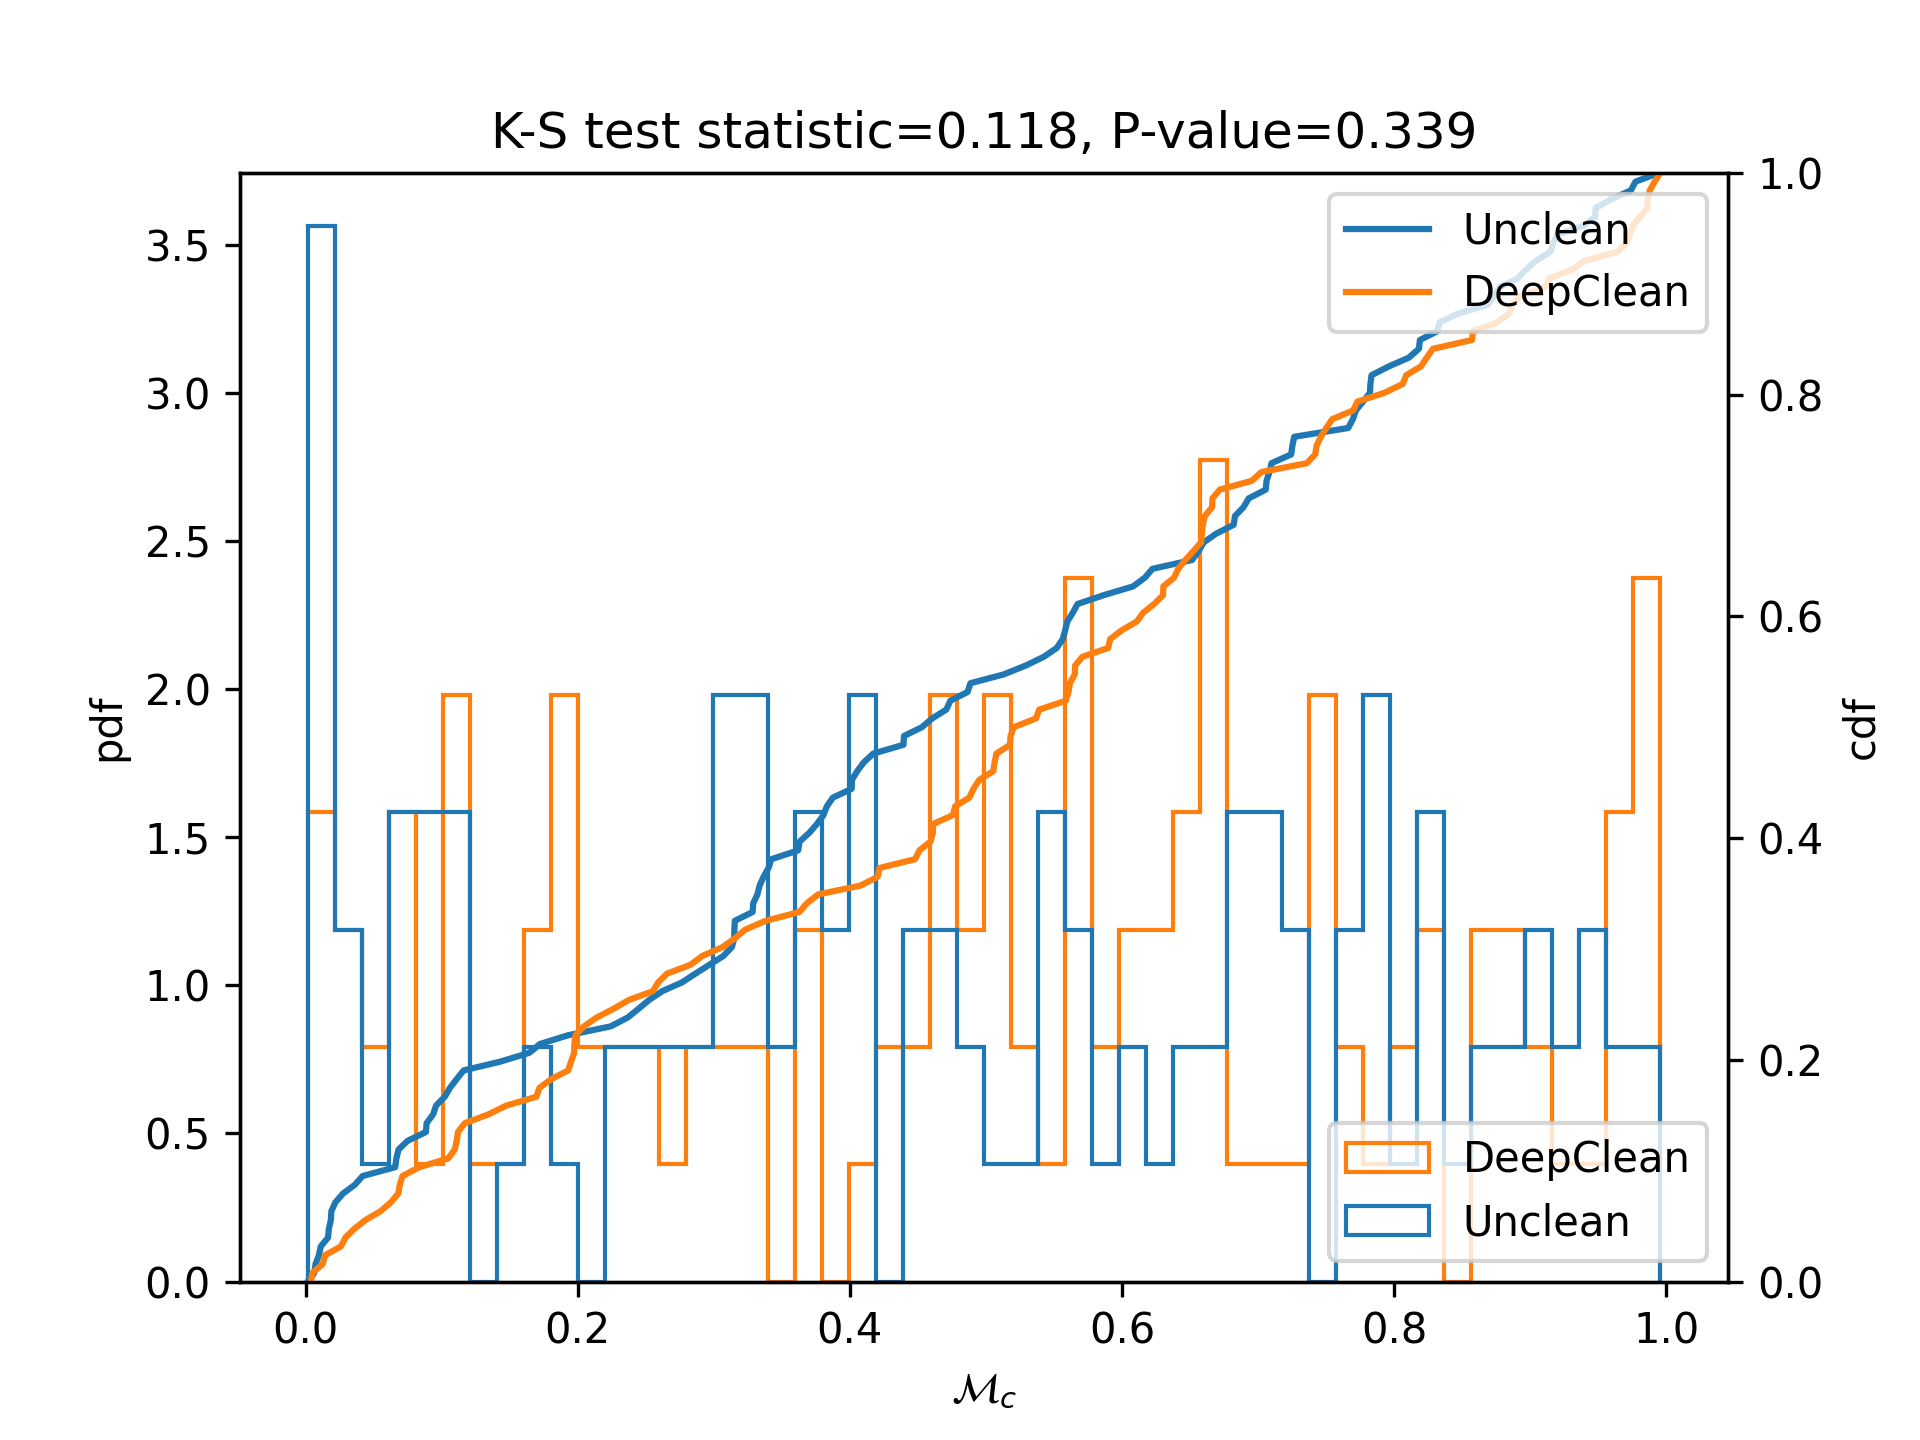 K-S test statistic=0.118, P-value=0.339
3.5
3.0
2.5
2.0
1.5
1.0
0.5
0.0
pdf
1.0
0.8
0.6
0.4
0.2
0.0
cdf
Unclean
DeepClean
DeepClean
Unclean
0.0 0.2 0.4 0.6 0.8 1.0
ℳc